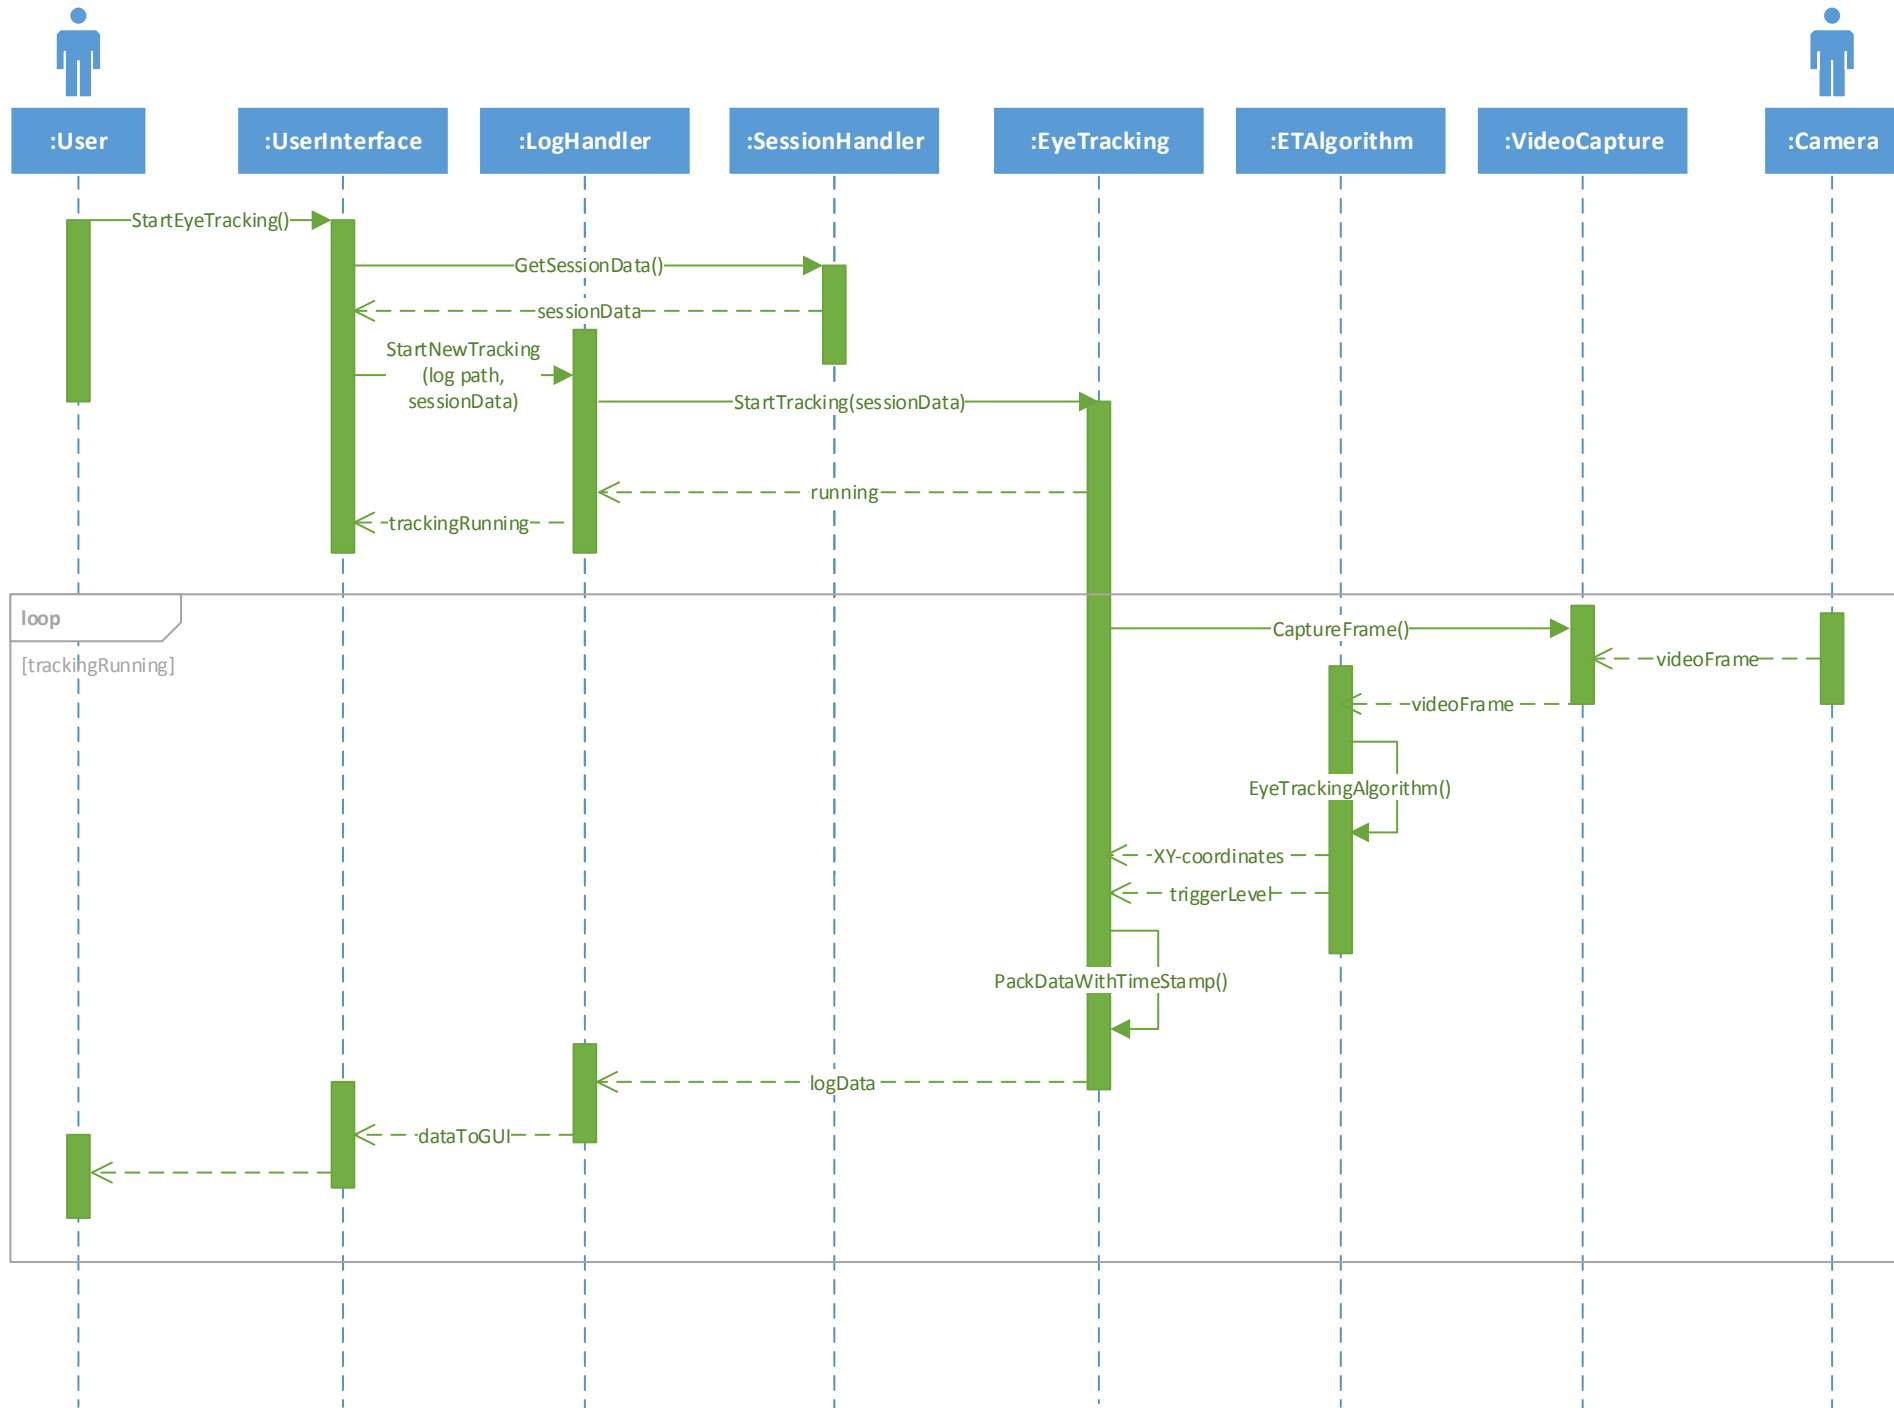 :User
:UserInterface
:LogHandler
:SessionHandler
:EyeTracking
:ETAlgorithm
:VideoCapture
:Camera
StartEyeTracking()
GetSessionData()
sessionData
StartNewTracking
(log path,
sessionData)
StartTracking(sessionData)
running
trackingRunning
loop
[trackingRunning]
CaptureFrame()
videoFrame
videoFrame
EyeTrackingAlgorithm()
XY-coordinates
triggerLevel
PackDataWithTimeStamp()
logData
dataToGUI